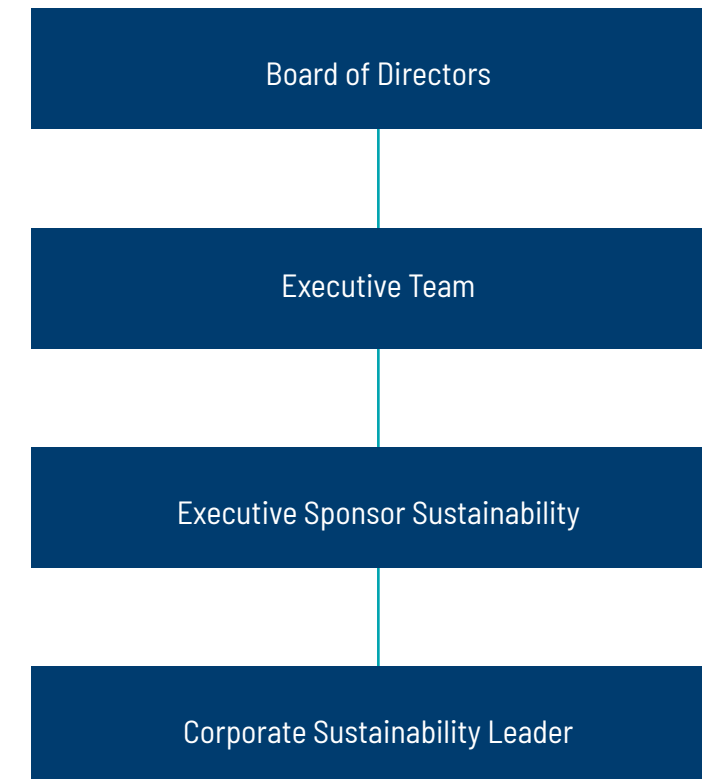 Board of Directors
Executive Team
Executive Sponsor Sustainability
Corporate Sustainability Leader